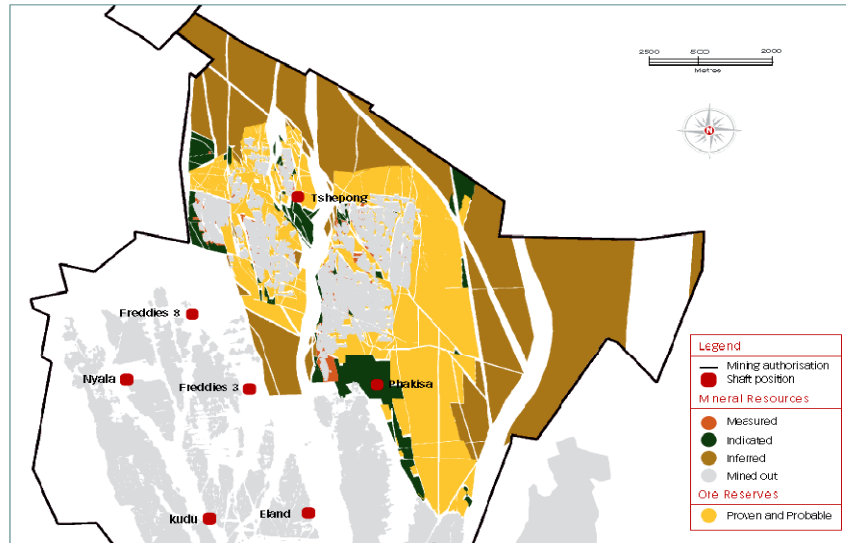 2500 500 2000
Metres
N
Tshepong
Freddies 8
Nyala
Freddies 3
Phakisa
kudu
Eland
Legend
Mining authorisation
Shaft position
Mineral Resources
Measured
Indicated
Inferred
Mined out
Ore Reserves
Proven and Probable